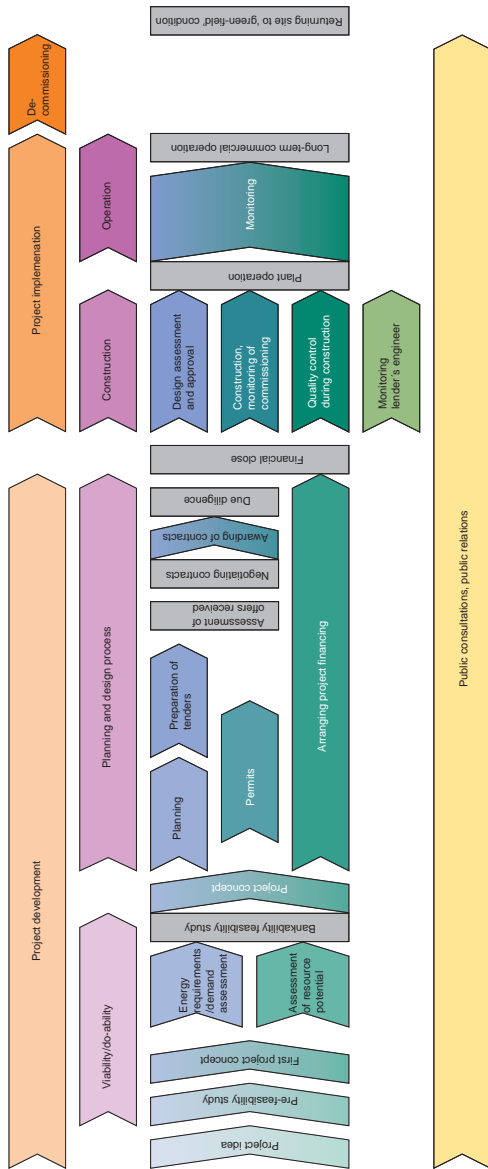 Project development
Project implemenation
De-
commissioning
Viability/do-ability
Planning and design process
Construction
Operation
Project idea
Pre-feasibility study
First project concept
Energy
requirements
/demand
assessment
Assessment
of resource
potential
Bankability feasibility study
Project concept
Planning
Preparation of
tenders
Permits
Arranging project financing
Assessment of
offers received
Negotiating contracts
Awarding of contracts
Due diligence
Financial close
Design assessment
and approval
Construction,
monitoring of
commissioning
Quality control
during construction
Monitoring
lender´s engineer
Plant operation
Monitoring
Long-term commercial operation
Returning site to 'green-field' condition
Public consultations, public relations